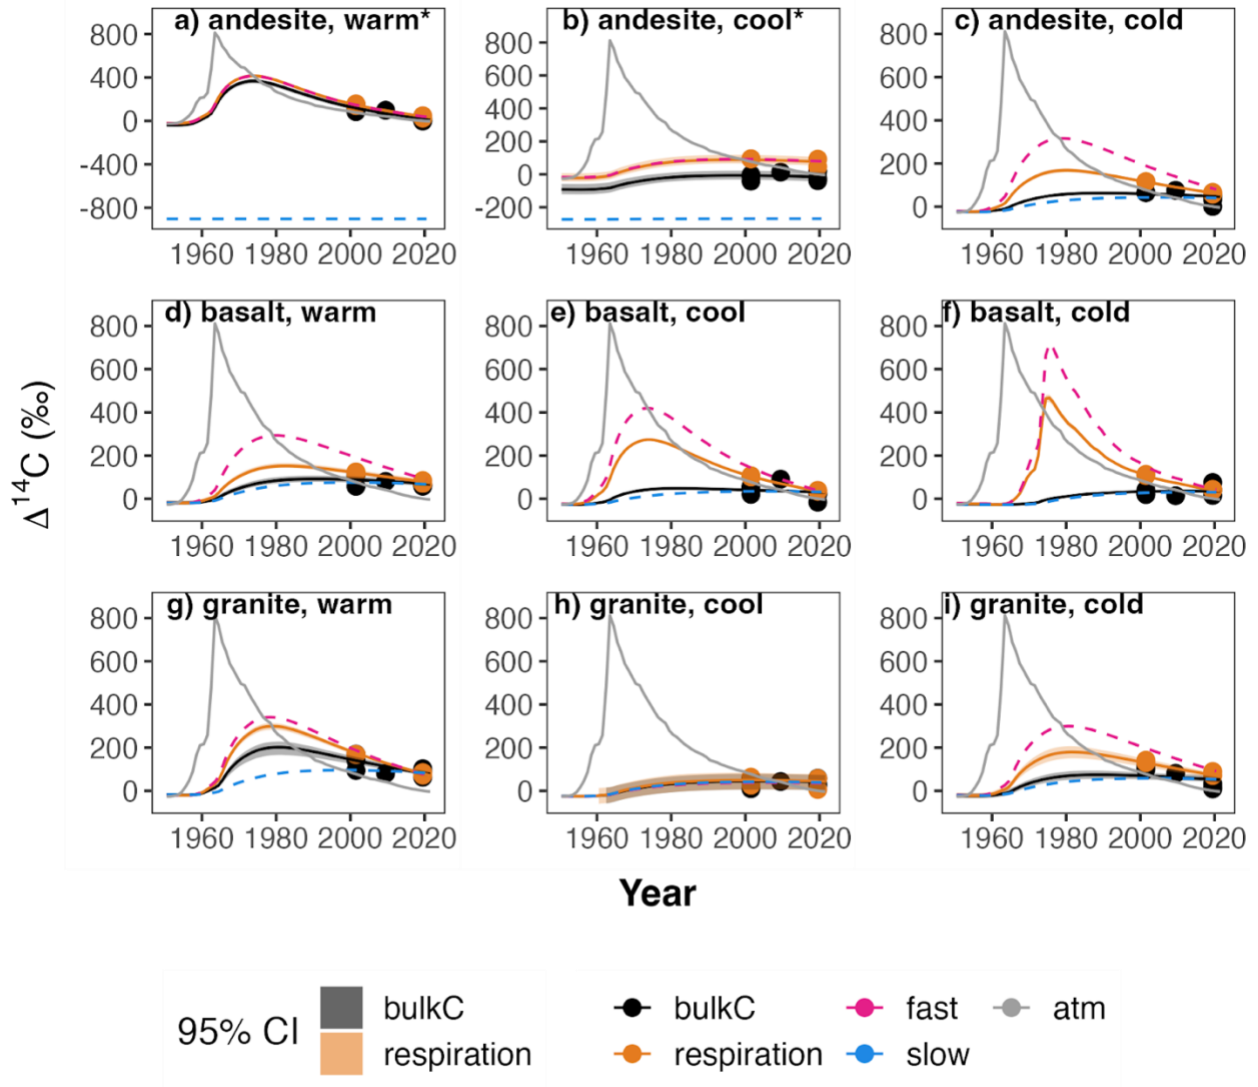 a) andesite, warm*
800
400
0
-400
-800
1960 1980 2000 2020
b) andesite, cool*
800
600
400
200
0
-200
1960 1980 2000 2020
c) andesite, cold
800
600
400
200
0
1960 1980 2000 2020
d) basalt, warm
800
600
400
200
0
1960 1980 2000 2020
e) basalt, cool
800
600
400
200
0
1960 1980 2000 2020
f) basalt, cold
800
600
400
200
0
1960 1980 2000 2020
g) granite, warm
800
600
400
200
0
1960 1980 2000 2020
h) granite, cool
800
600
400
200
0
1960 1980 2000 2020
i) granite, cold
800
600
400
200
0
1960 1980 2000 2020
Δ¹⁴C (‰)
Year
95% CI
bulkC
respiration
bulkC
respiration
fast
slow
atm